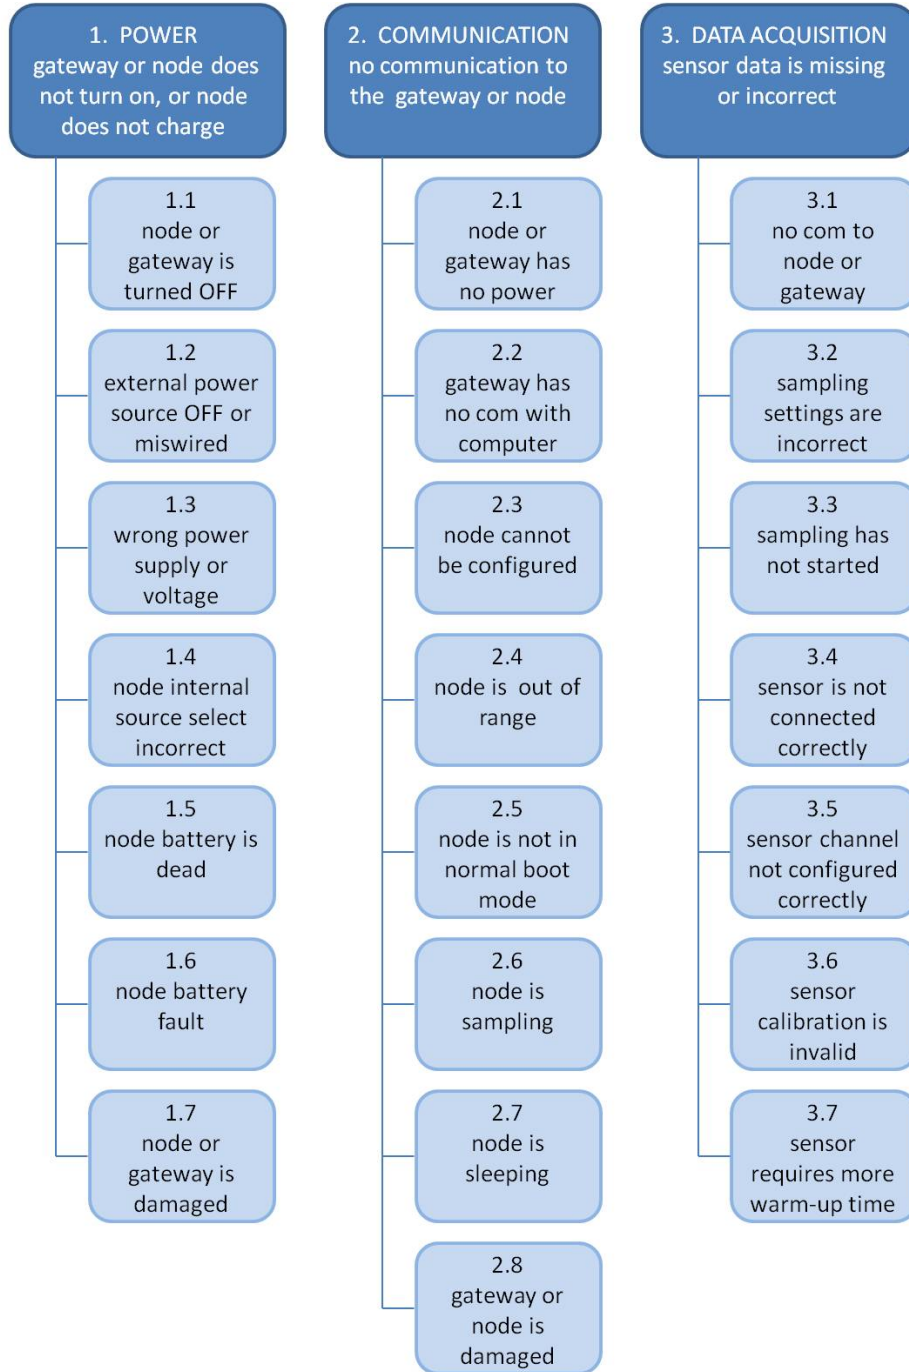 1. POWER
gateway or node does
not turn on, or node
does not charge
1.1
node or
gateway is
turned OFF
1.2
external power
source OFF or
miswired
1.3
wrong power
supply or
voltage
1.4
node internal
source select
incorrect
1.5
node battery is
dead
1.6
node battery
fault
1.7
node or
gateway is
damaged
2. COMMUNICATION
no communication to
the gateway or node
2.1
node or
gateway has
no power
2.2
gateway has
no com with
computer
2.3
node cannot
be configured
2.4
node is out of
range
2.5
node is not in
normal boot
mode
2.6
node is
sampling
2.7
node is
sleeping
2.8
gateway or
node is
damaged
3. DATA ACQUISITION
sensor data is missing
or incorrect
3.1
no com to
node or
gateway
3.2
sampling
settings are
incorrect
3.3
sampling has
not started
3.4
sensor is not
connected
correctly
3.5
sensor channel
not configured
correctly
3.6
sensor
calibration is
invalid
3.7
sensor
requires more
warm-up time